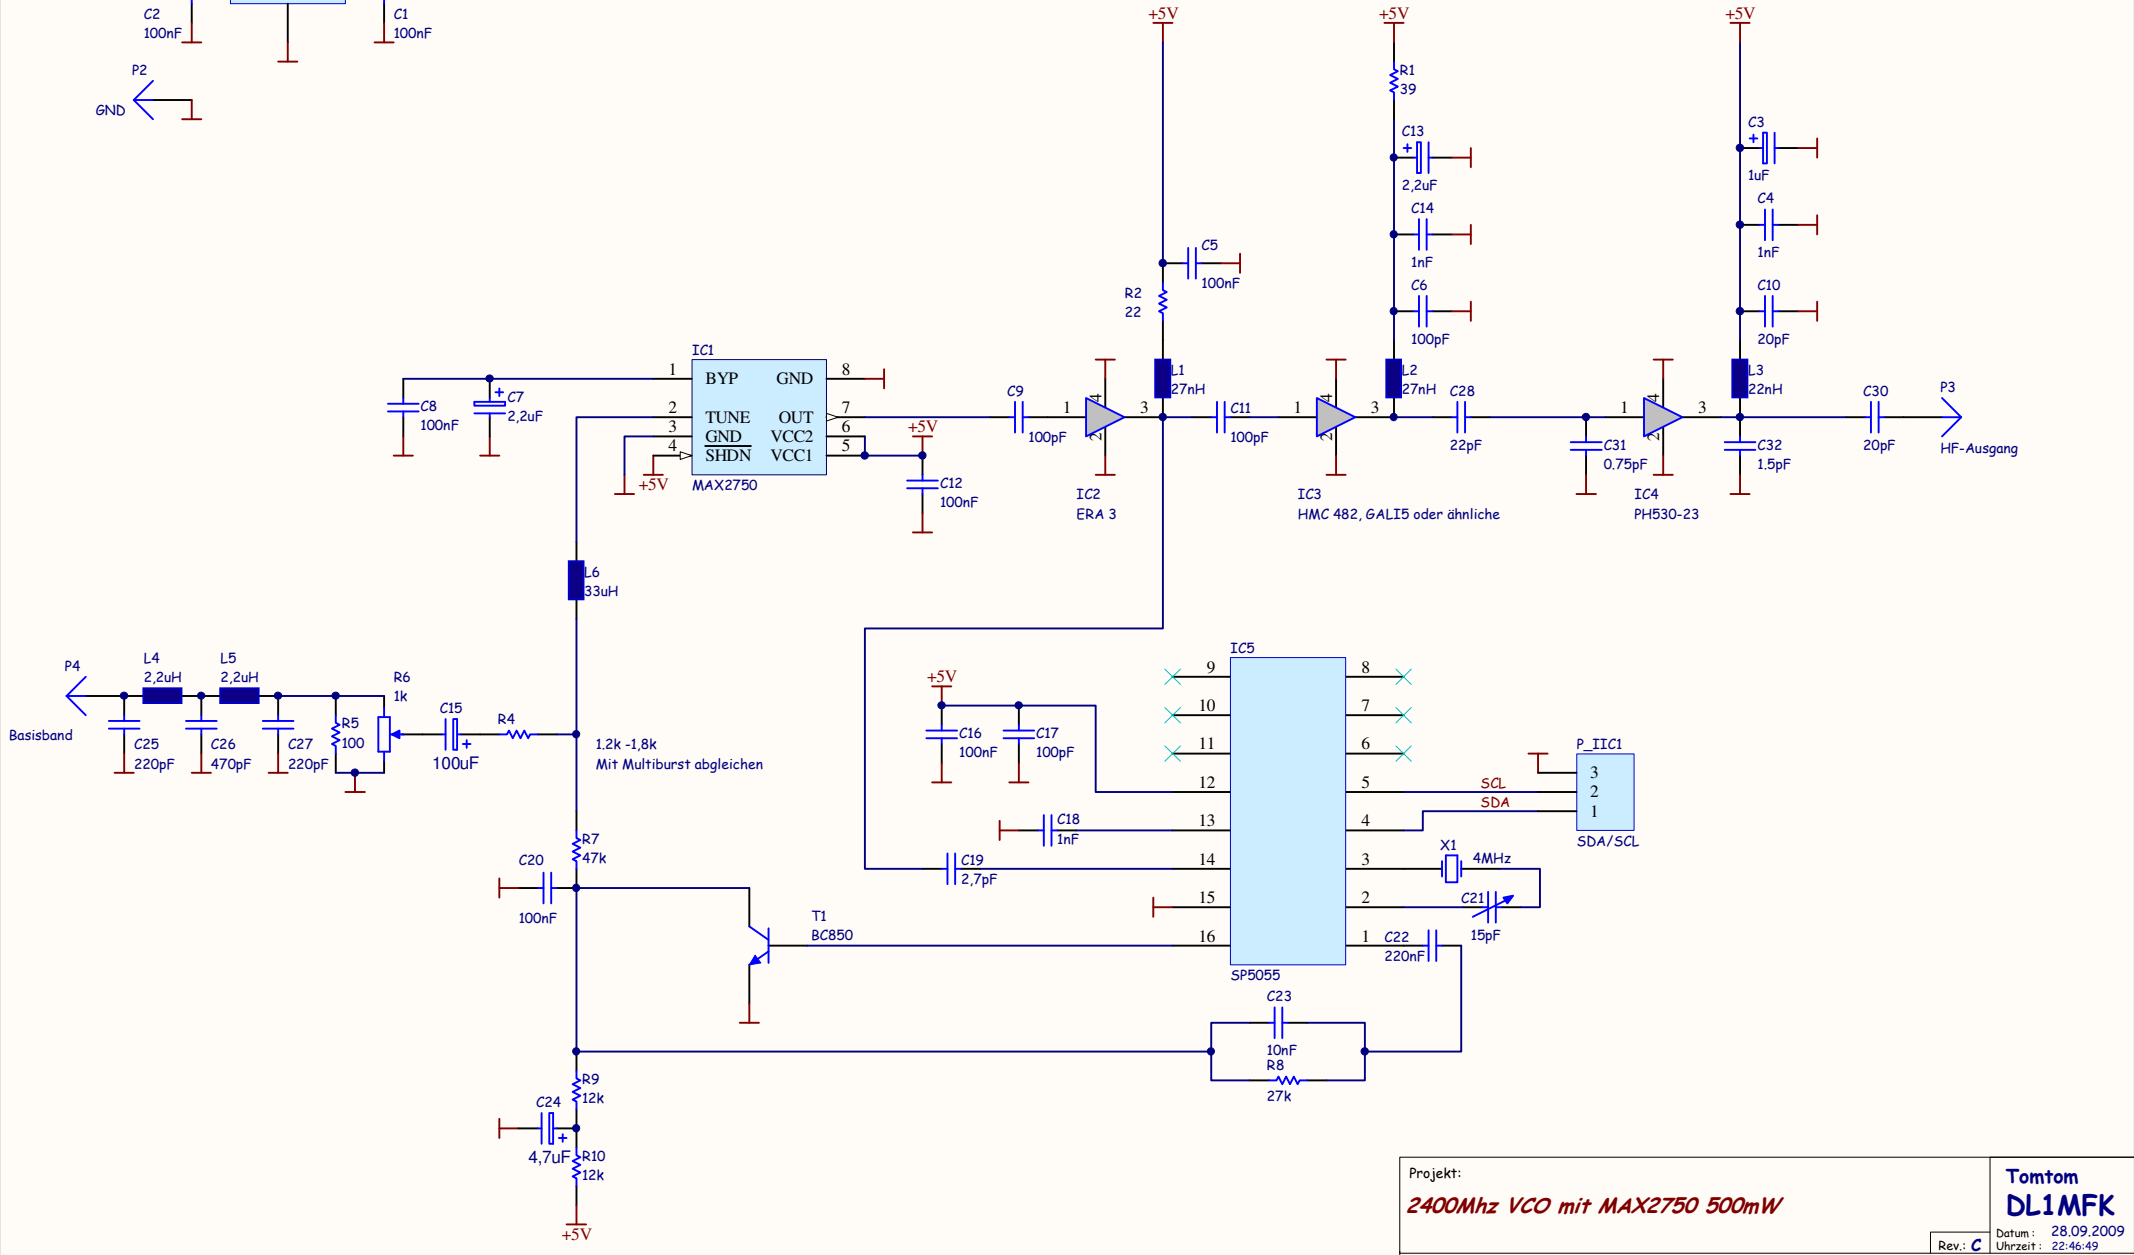 C2
100nF
C1
100nF
P2
GND
+5V
+5V
+5V
R1
39
C13
+
2,2uF
C14
1nF
C6
100pF
C3
+
1uF
C4
1nF
C10
20pF
C5
100nF
R2
22
L1
27nH
L2
27nH
L3
22nH
IC1
1 BYP GND 8
2 TUNE OUT 7
3 GND VCC2 6
4 SHDN VCC1 5
MAX2750
+5V
+5V
C8
100nF
C7
+
2,2uF
C12
100nF
C9
100pF
1 3
4
2
IC2
ERA 3
C11
100pF
1 3
4
2
IC3
HMC 482, GALI5 oder ähnliche
C28
22pF
C31
0.75pF
1 3
4
2
IC4
PH530-23
C32
1.5pF
C30
20pF
P3
HF-Ausgang
L6
33uH
P4
Basisband
L4
2,2uH
L5
2,2uH
C25
220pF
C26
470pF
C27
220pF
R5
100
R6
1k
C15
+
100uF
R4
1.2k -1,8k
Mit Multiburst abgleichen
R7
47k
C20
100nF
T1
BC850
+5V
C16
100nF
C17
100pF
C18
1nF
C19
2,7pF
IC5
9 8
10 7
11 6
12 5
13 4
14 3
15 2
16 1
SP5055
SCL
SDA
P_IIC1
3
2
1
SDA/SCL
X1
4MHz
C21
15pF
C22
220nF
C23
10nF
R8
27k
R9
12k
C24
+
4,7uF
R10
12k
+5V
Projekt:
2400Mhz VCO mit MAX2750 500mW
Rev.: C
Tomtom
DL1MFK
Datum : 28.09.2009
Uhrzeit : 22:46:49